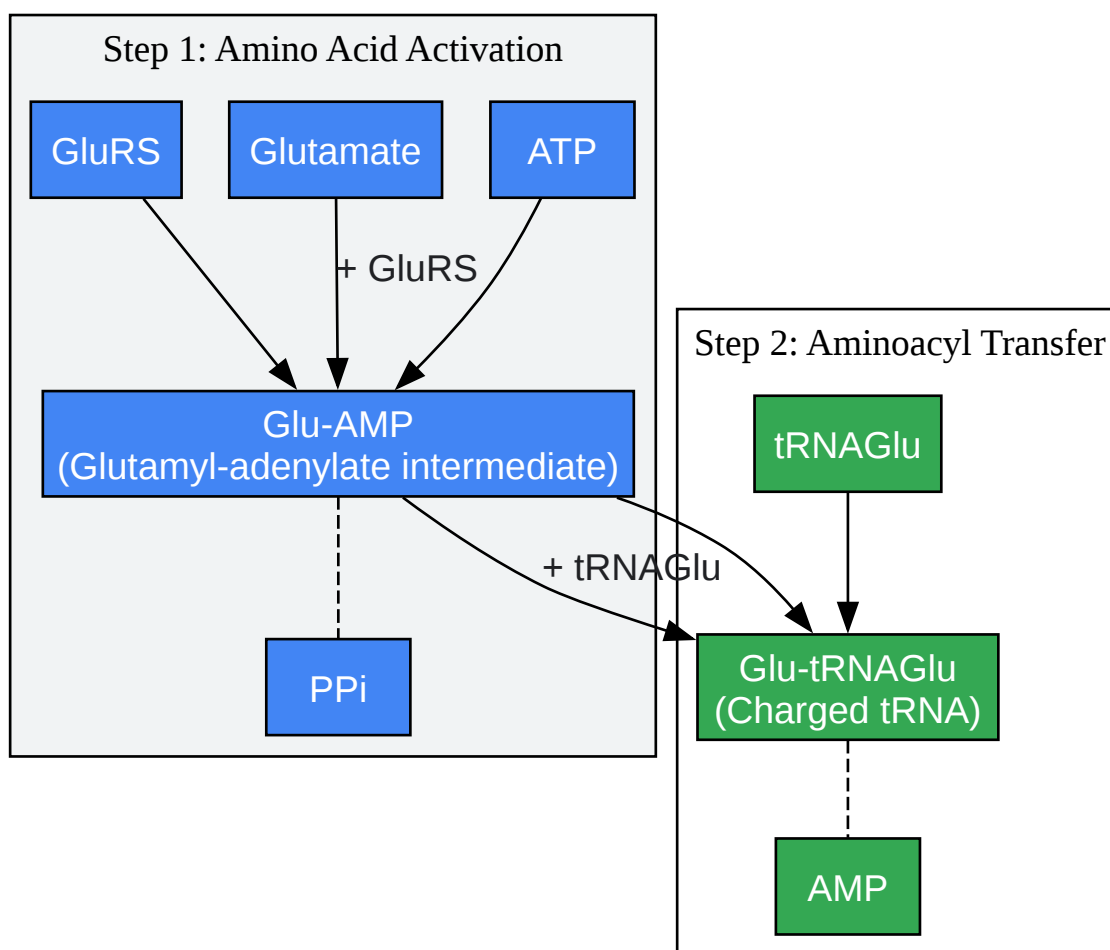 Step 1: Amino Acid Activation
GluRS
Glutamate
ATP
+ GluRS
Glu-AMP
(Glutamyl-adenylate intermediate)
PPi
Step 2: Aminoacyl Transfer
tRNAGlu
+ tRNAGlu
Glu-tRNAGlu
(Charged tRNA)
AMP